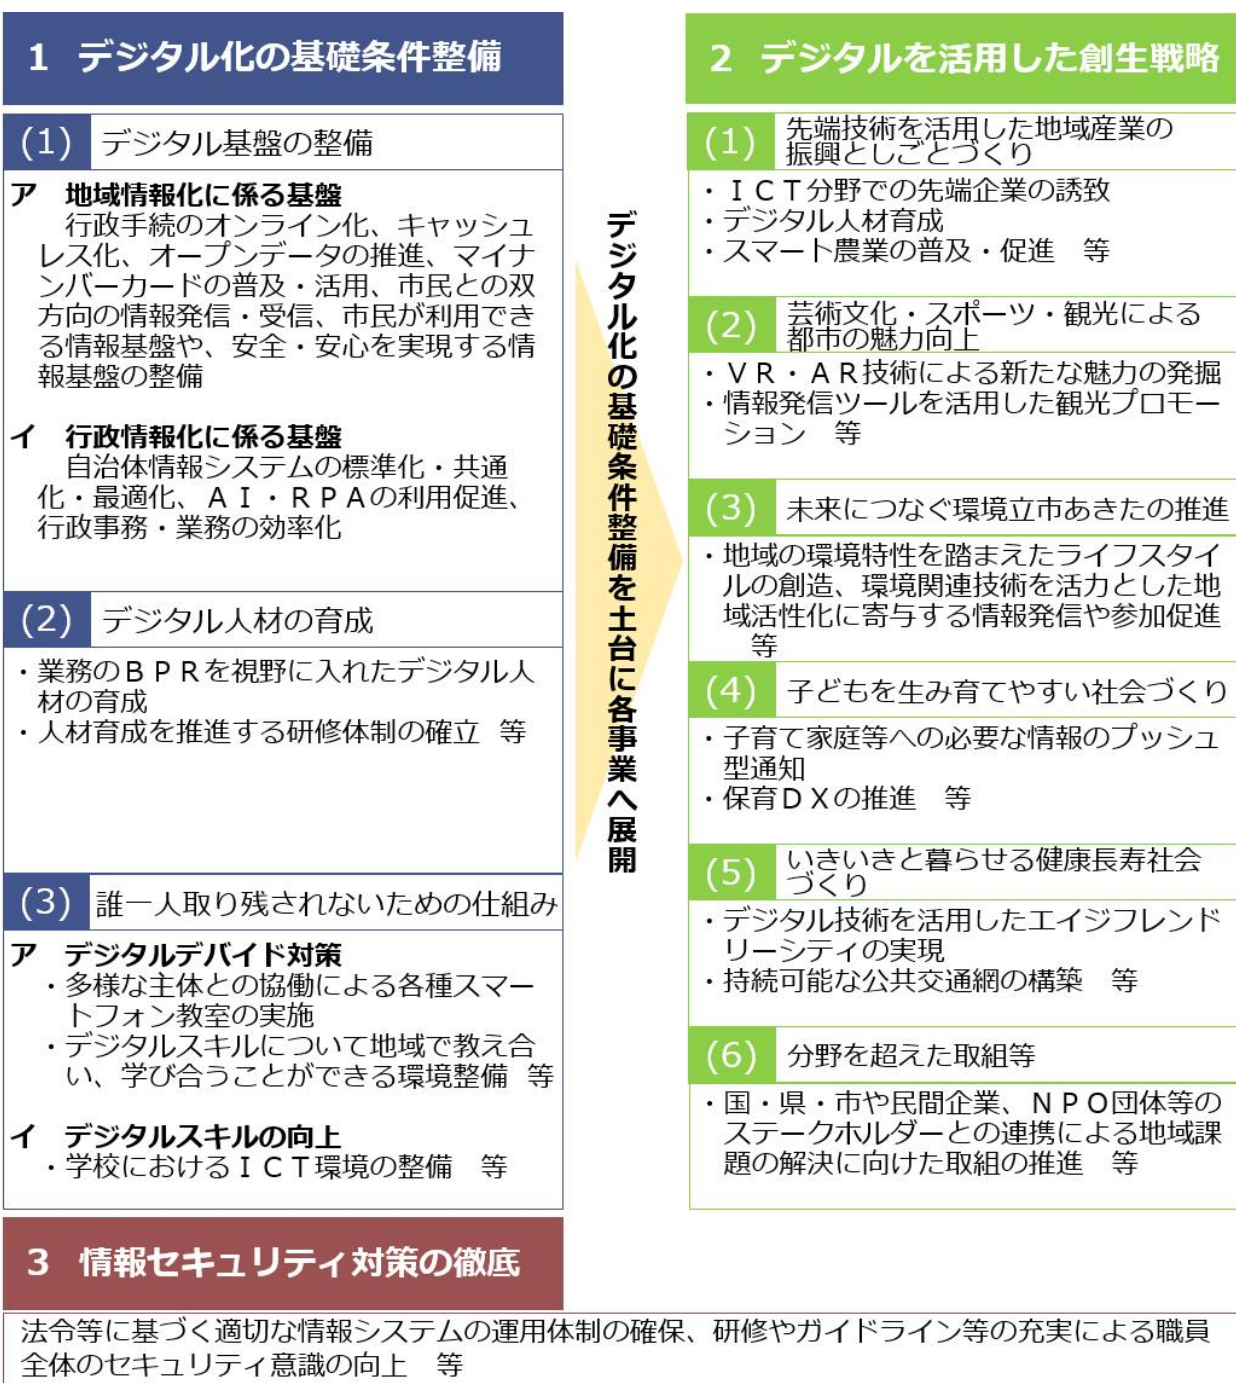 1 デジタル化の基礎条件整備
(1) デジタル基盤の整備
ア 地域情報化に係る基盤
行政手続のオンライン化、キャッシュ
レス化、オープンデータの推進、マイナ
ンバーカードの普及・活用、市民との双
方向の情報発信・受信、市民が利用でき
る情報基盤や、安全・安心を実現する情
報基盤の整備
イ 行政情報化に係る基盤
自治体情報システムの標準化・共通
化・最適化、ＡＩ・ＲＰＡの利用促進、
行政事務・業務の効率化
(2) デジタル人材の育成
・業務のＢＰＲを視野に入れたデジタル人
材の育成
・人材育成を推進する研修体制の確立 等
(3) 誰一人取り残されないための仕組み
ア デジタルデバイド対策
・多様な主体との協働による各種スマー
トフォン教室の実施
・デジタルスキルについて地域で教え合
い、学び合うことができる環境整備 等
イ デジタルスキルの向上
・学校におけるＩＣＴ環境の整備 等
デジタル化の基礎条件整備を土台に各事業へ展開
2 デジタルを活用した創生戦略
(1) 先端技術を活用した地域産業の
振興としごとづくり
・ＩＣＴ分野での先端企業の誘致
・デジタル人材育成
・スマート農業の普及・促進 等
(2) 芸術文化・スポーツ・観光による
都市の魅力向上
・ＶＲ・ＡＲ技術による新たな魅力の発掘
・情報発信ツールを活用した観光プロモー
ション 等
(3) 未来につなぐ環境立市あきたの推進
・地域の環境特性を踏まえたライフスタイ
ルの創造、環境関連技術を活力とした地
域活性化に寄与する情報発信や参加促進
等
(4) 子どもを生み育てやすい社会づくり
・子育て家庭等への必要な情報のプッシュ
型通知
・保育ＤＸの推進 等
(5) いきいきと暮らせる健康長寿社会
づくり
・デジタル技術を活用したエイジフレンド
リーシティの実現
・持続可能な公共交通網の構築 等
(6) 分野を超えた取組等
・国・県・市や民間企業、ＮＰＯ団体等の
ステークホルダーとの連携による地域課
題の解決に向けた取組の推進 等
3 情報セキュリティ対策の徹底
法令等に基づく適切な情報システムの運用体制の確保、研修やガイドライン等の充実による職員
全体のセキュリティ意識の向上 等